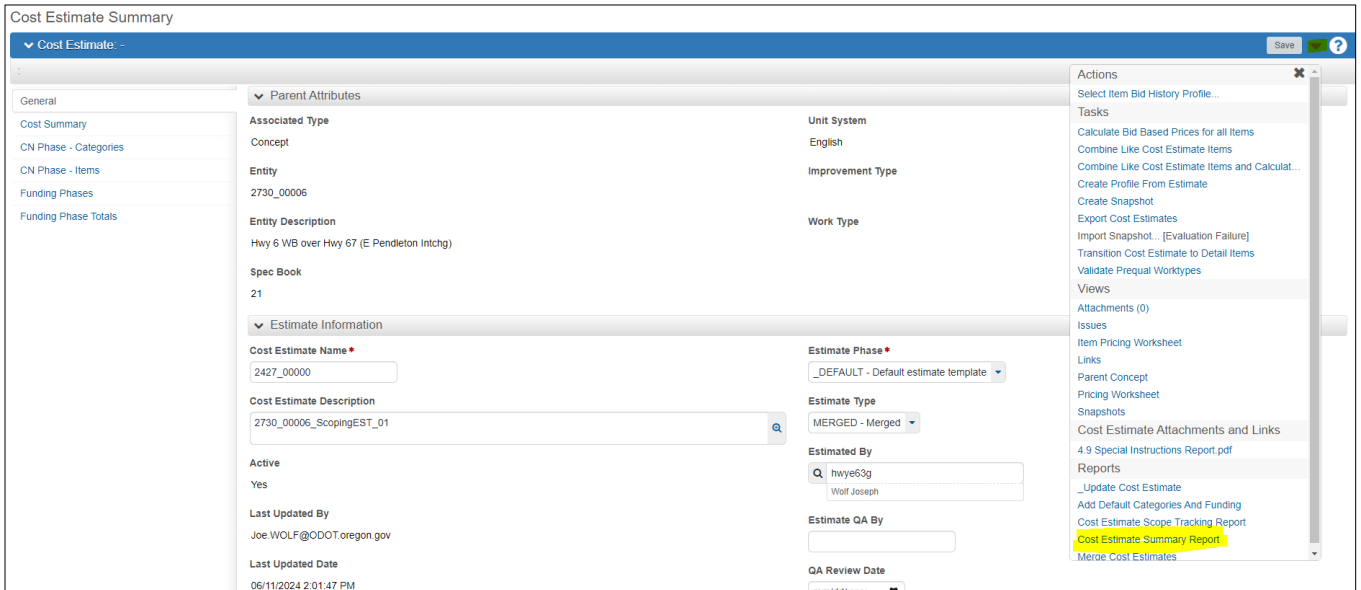 Cost Estimate Summary
Cost Estimate: -
Save
?
:
General
Cost Summary
CN Phase - Categories
CN Phase - Items
Funding Phases
Funding Phase Totals
Parent Attributes
Associated Type
Concept
Unit System
English
Entity
2730_00006
Improvement Type
Entity Description
Hwy 6 WB over Hwy 67 (E Pendleton Intchg)
Work Type
Spec Book
21
Estimate Information
Cost Estimate Name*
2427_00000
Estimate Phase*
_DEFAULT - Default estimate template
Cost Estimate Description
2730_00006_ScopingEST_01
Estimate Type
MERGED - Merged
Active
Yes
Estimated By
hwye63g
Wolf Joseph
Last Updated By
Joe.WOLF@ODOT.oregon.gov
Estimate QA By
Last Updated Date
06/11/2024 2:01:47 PM
QA Review Date
Actions
Select Item Bid History Profile...
Tasks
Calculate Bid Based Prices for all Items
Combine Like Cost Estimate Items
Combine Like Cost Estimate Items and Calculat...
Create Profile From Estimate
Create Snapshot
Export Cost Estimates
Import Snapshot... [Evaluation Failure]
Transition Cost Estimate to Detail Items
Validate Prequal Worktypes
Views
Attachments (0)
Issues
Item Pricing Worksheet
Links
Parent Concept
Pricing Worksheet
Snapshots
Cost Estimate Attachments and Links
4.9 Special Instructions Report.pdf
Reports
_Update Cost Estimate
Add Default Categories And Funding
Cost Estimate Scope Tracking Report
Cost Estimate Summary Report
Merge Cost Estimates